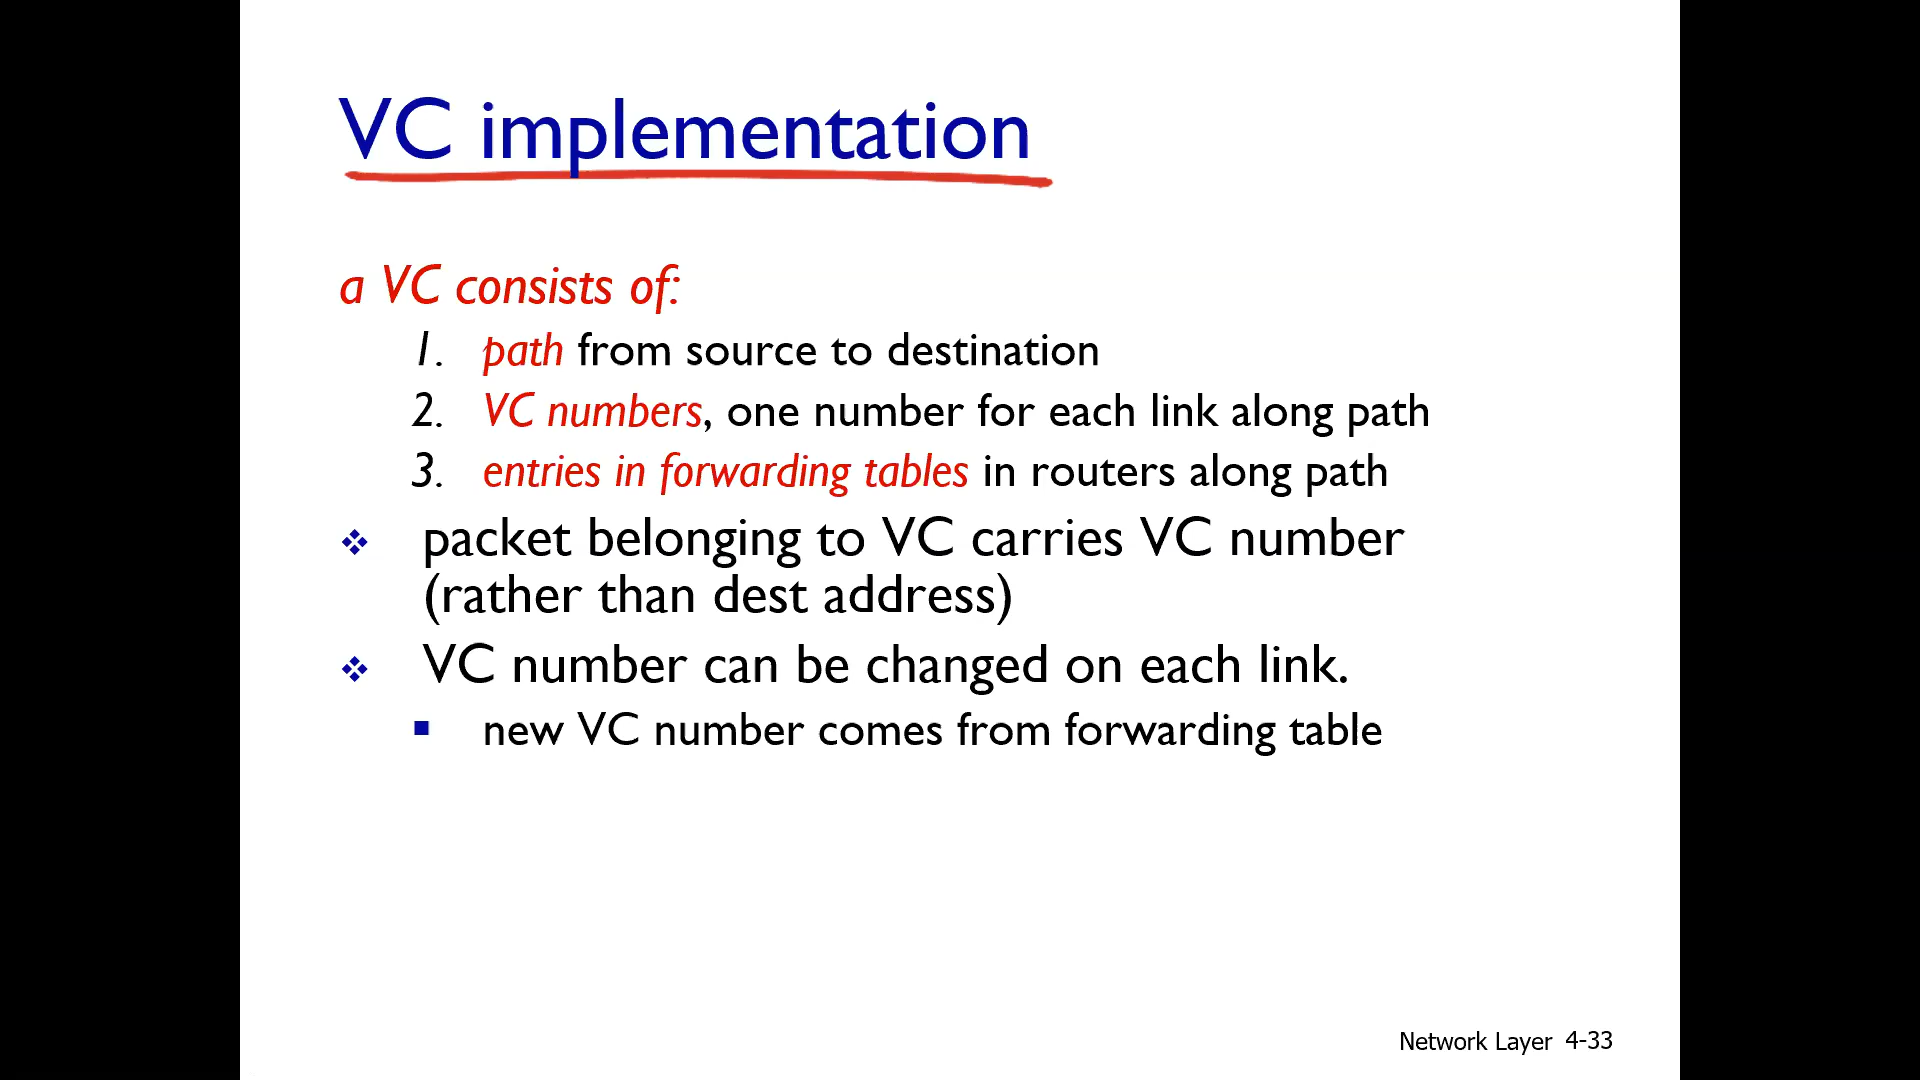 VC implementation
a VC consists of:
1. path from source to destination
2. VC numbers, one number for each link along path
3. entries in forwarding tables in routers along path
packet belonging to VC carries VC number
(rather than dest address)
VC number can be changed on each link.
new VC number comes from forwarding table
Network Layer 4-33